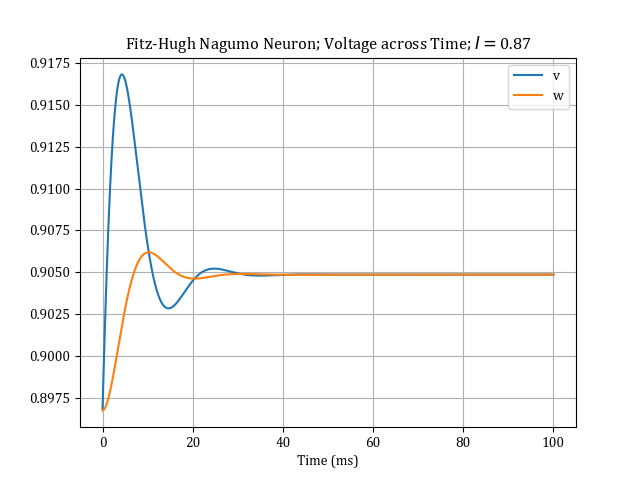 Fitz-Hugh Nagumo Neuron; Voltage across Time; I = 0.87
0.9175
0.9150
0.9125
0.9100
0.9075
0.9050
0.9025
0.9000
0.8975
v
w
0 20 40 60 80 100
Time (ms)